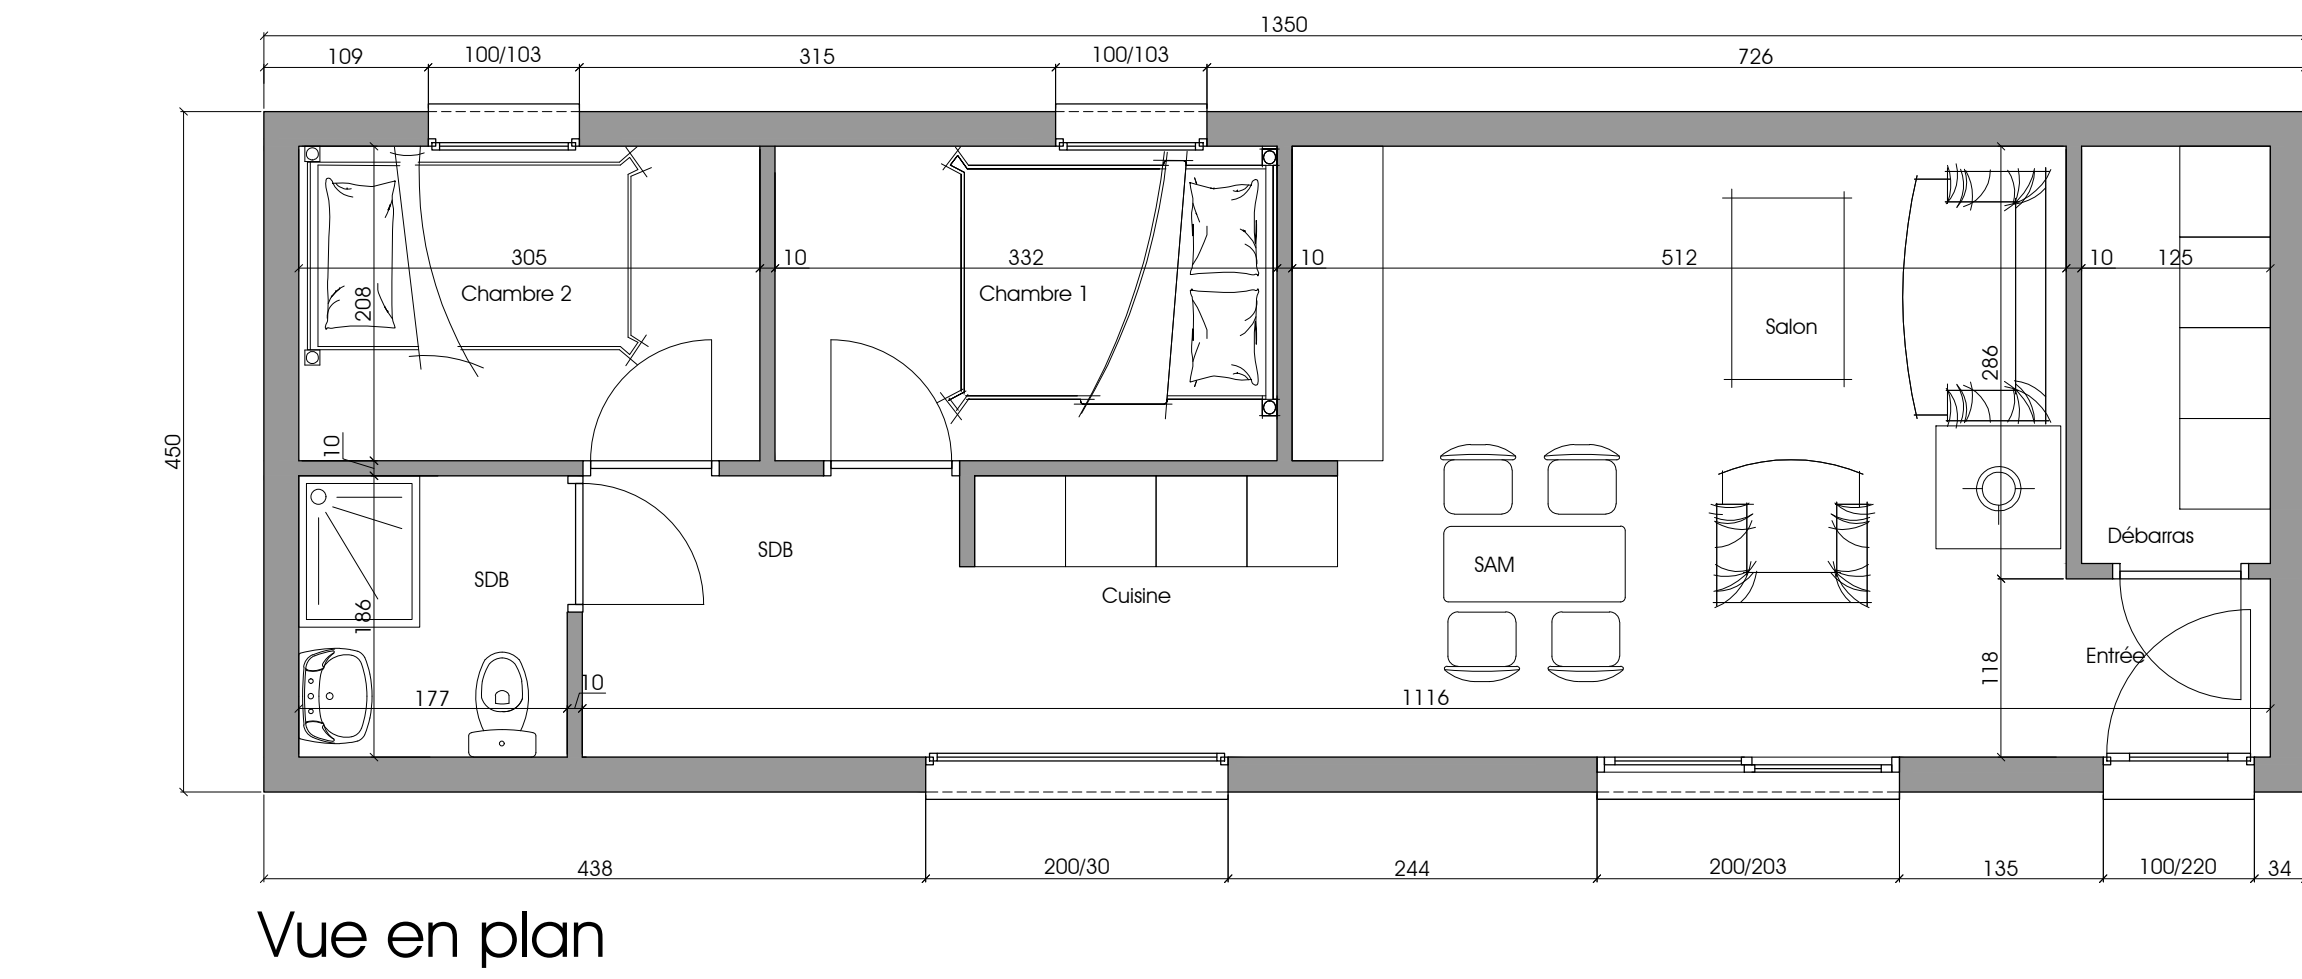 1350
109 100/103 315 100/103 726
305 10 332 10 512 10 125
Chambre 2 Chambre 1
208
Salon
286
450
10
Débarras
SDB
SDB
SAM
Cuisine
186
118
Entrée
177 10 1116
438 200/30 244 200/203 135 100/220 34
Vue en plan